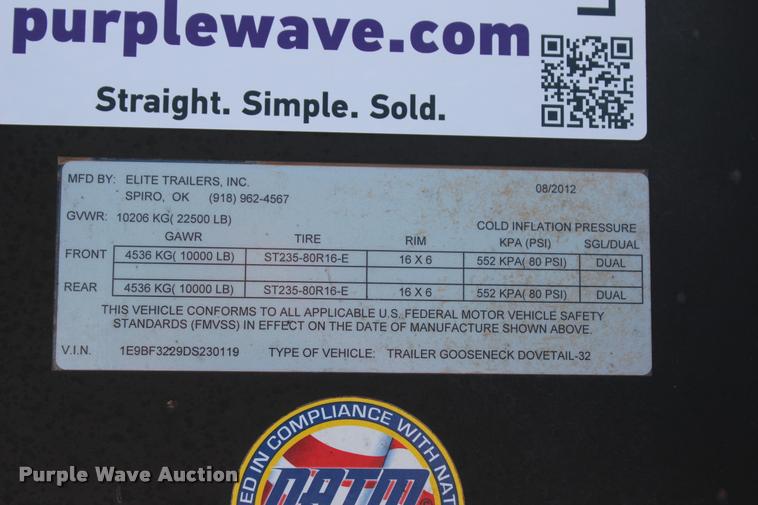 purplewave.com
Straight. Simple. Sold.
MFD BY: ELITE TRAILERS, INC. 08/2012
SPIRO, OK (918) 962-4567
GVWR: 10206 KG( 22500 LB) COLD INFLATION PRESSURE
GAWR TIRE RIM KPA (PSI) SGL/DUAL
FRONT 4536 KG( 10000 LB) ST235-80R16-E 16 X 6 552 KPA( 80 PSI) DUAL
REAR 4536 KG( 10000 LB) ST235-80R16-E 16 X 6 552 KPA( 80 PSI) DUAL
THIS VEHICLE CONFORMS TO ALL APPLICABLE U.S. FEDERAL MOTOR VEHICLE SAFETY
STANDARDS (FMVSS) IN EFFECT ON THE DATE OF MANUFACTURE SHOWN ABOVE.
V.I.N. 1E9BF3229DS230119 TYPE OF VEHICLE: TRAILER GOOSENECK DOVETAIL-32
ED IN COMPLIANCE WITH NAT
NATM
Purple Wave Auction